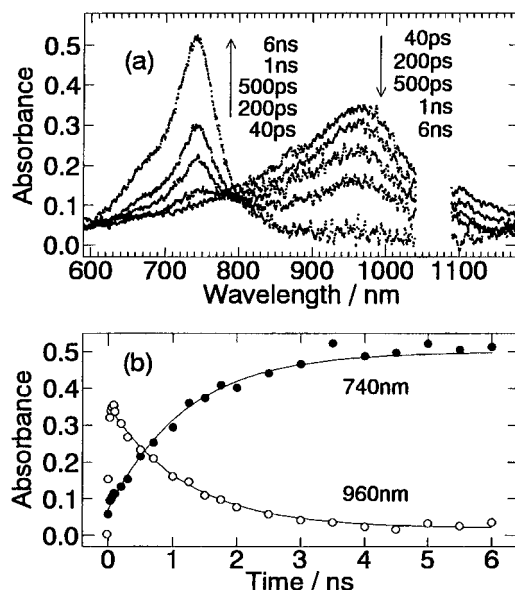 (a)
6ns
1ns
500ps
200ps
40ps
40ps
200ps
500ps
1ns
6ns
0.5
0.4
0.3
0.2
0.1
0.0
Absorbance
600 700 800 900 1000 1100
Wavelength / nm
(b)
740nm
960nm
0.5
0.4
0.3
0.2
0.1
0.0
Absorbance
0 1 2 3 4 5 6
Time / ns